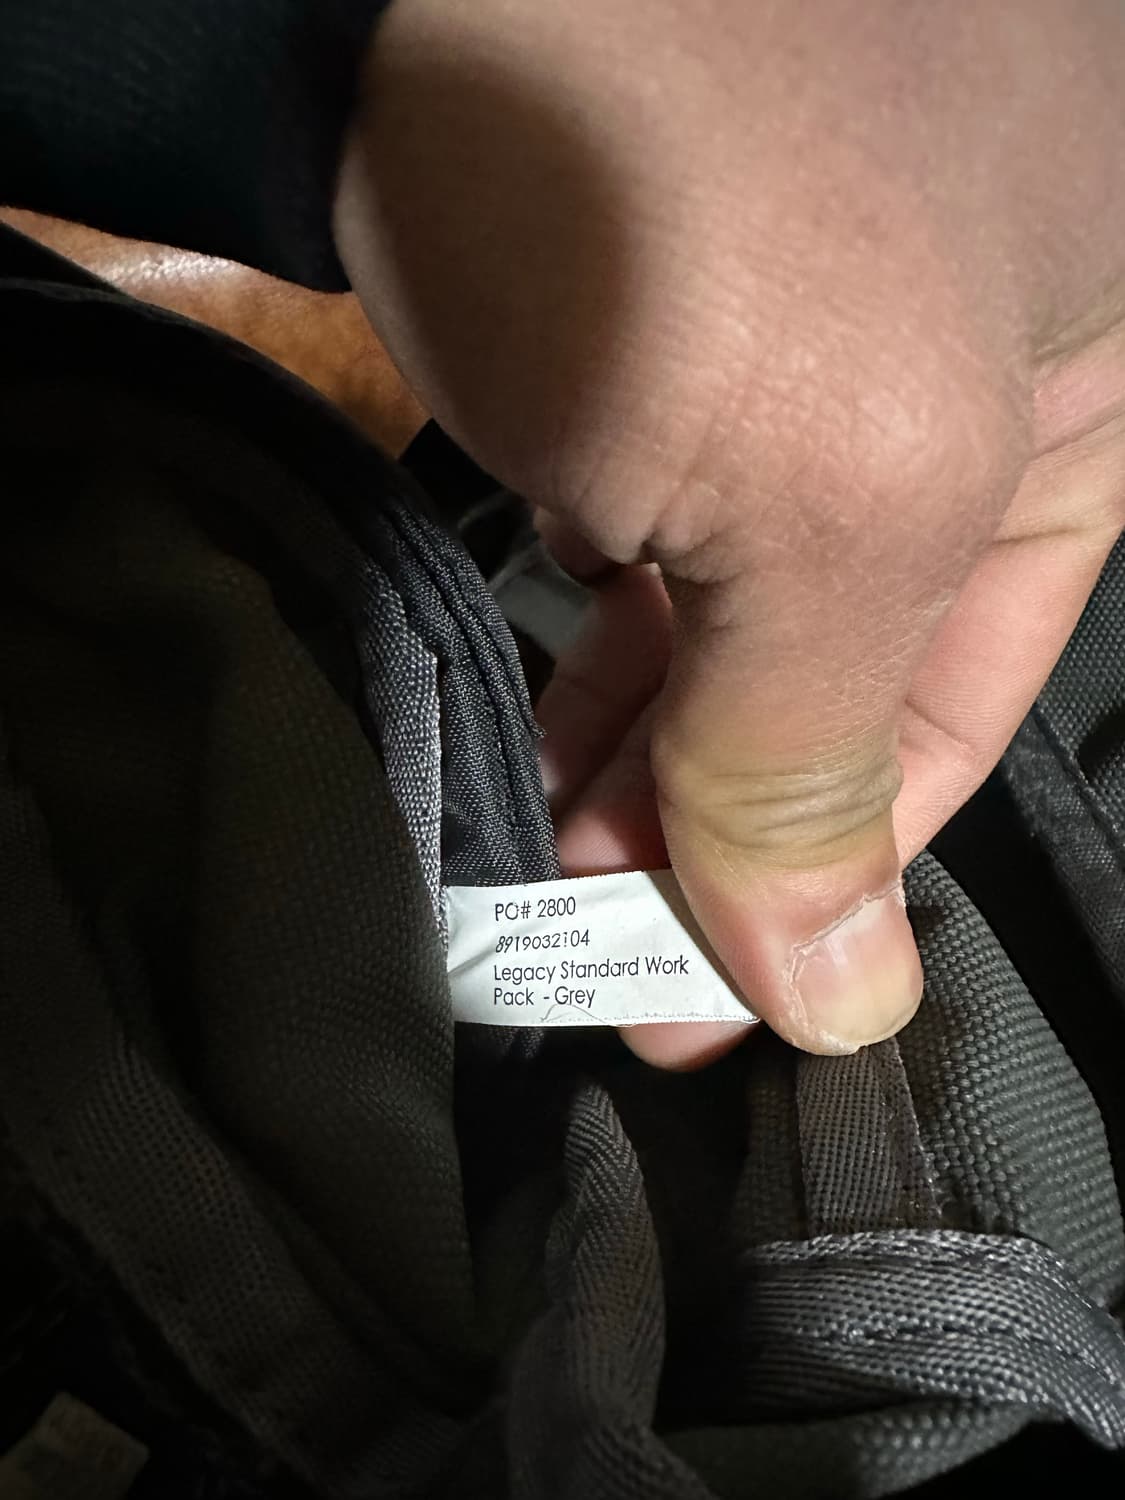 PO# 2800
8919032104
Legacy Standard Work
Pack - Grey